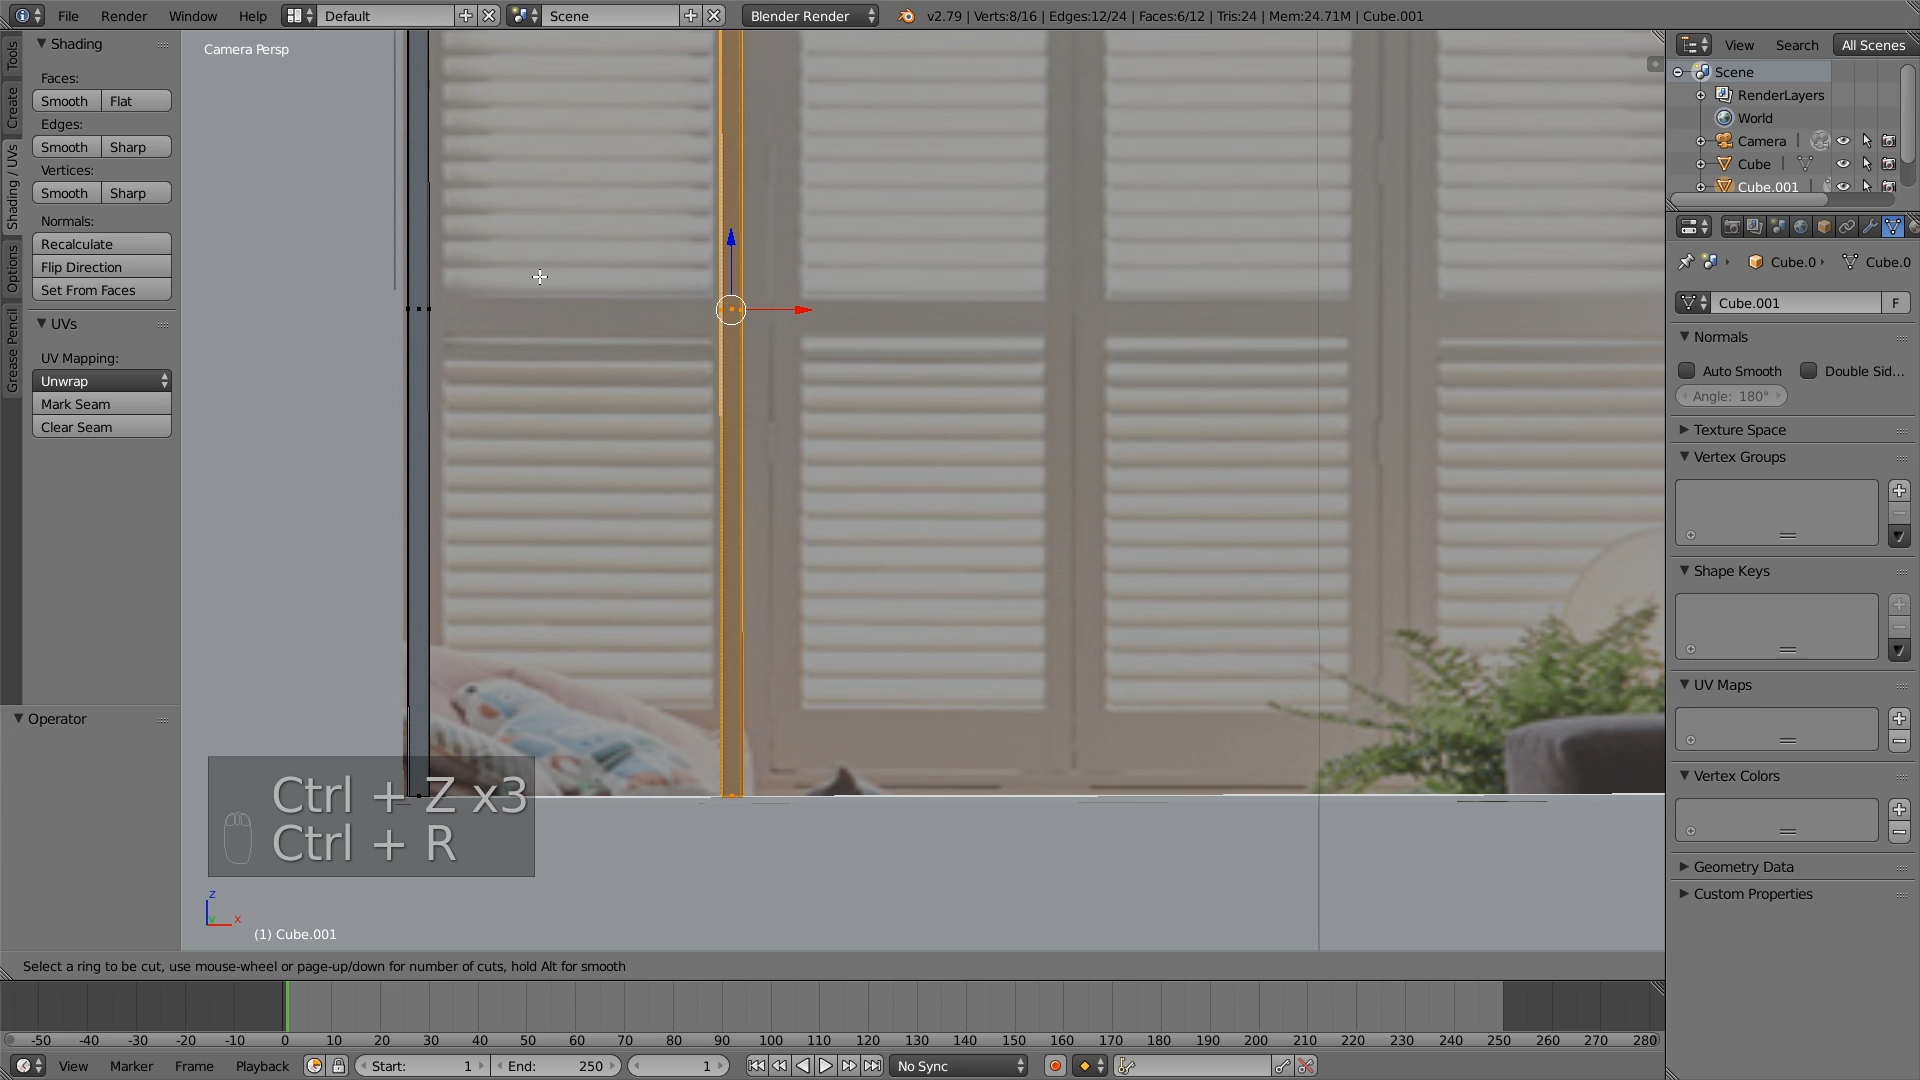 File Render Window Help Default Scene Blender Render v2.79 | Verts:8/16 | Edges:12/24 | Faces:6/12 | Tris:24 | Mem:24.71M | Cube.001
Tools
Create
Shading / UVs
Options
Grease Pencil
Shading
Faces:
Smooth Flat
Edges:
Smooth Sharp
Vertices:
Smooth Sharp
Normals:
Recalculate
Flip Direction
Set From Faces
UVs
UV Mapping:
Unwrap
Mark Seam
Clear Seam
Operator
Camera Persp
Ctrl + Z x3
Ctrl + R
z
y
x
(1) Cube.001
Select a ring to be cut, use mouse-wheel or page-up/down for number of cuts, hold Alt for smooth
View Search All Scenes
Scene
RenderLayers
World
Camera
Cube
Cube.001
Cube.0 Cube.0
Cube.001 F
Normals
Auto Smooth Double Sid...
Angle: 180°
Texture Space
Vertex Groups
Shape Keys
UV Maps
Vertex Colors
Geometry Data
Custom Properties
-50 -40 -30 -20 -10 0 10 20 30 40 50 60 70 80 90 100 110 120 130 140 150 160 170 180 190 200 210 220 230 240 250 260 270 280
View Marker Frame Playback Start: 1 End: 250 1 No Sync